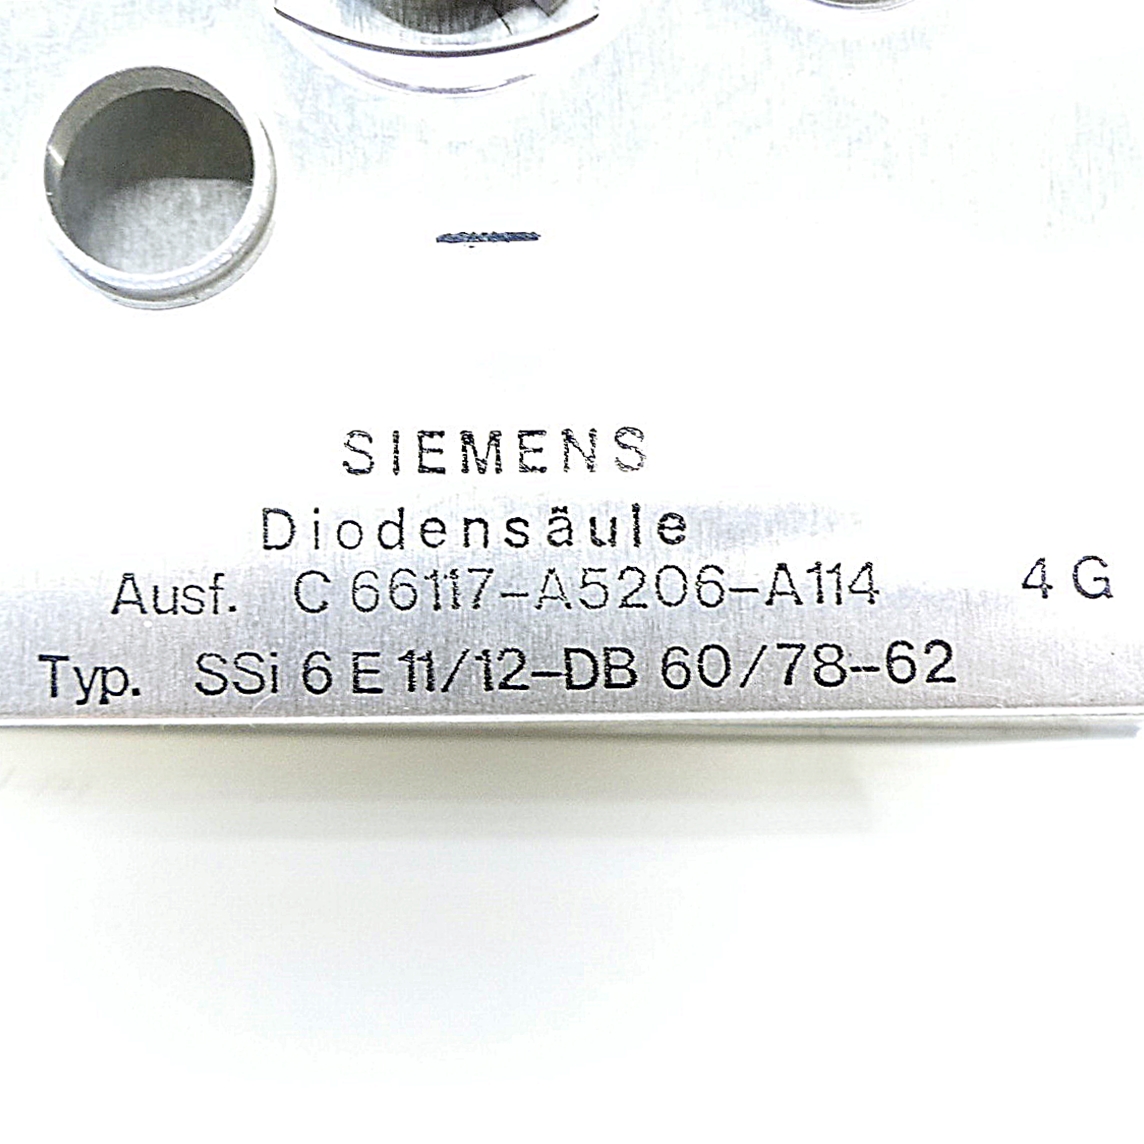 SIEMENS
Diodensäule
Ausf. C 66117-A5206-A114 4 G
Typ. SSi 6 E 11/12-DB 60/78-62